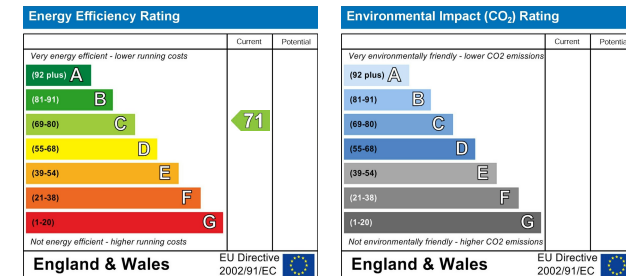 Energy Efficiency Rating
Current Potential
Very energy efficient - lower running costs
(92 plus) A
(81-91) B
(69-80) C
71
(55-68) D
(39-54) E
(21-38) F
(1-20) G
Not energy efficient - higher running costs
England & Wales
EU Directive
2002/91/EC
Environmental Impact (CO₂) Rating
Current Potential
Very environmentally friendly - lower CO2 emissions
(92 plus) A
(81-91) B
(69-80) C
(55-68) D
(39-54) E
(21-38) F
(1-20) G
Not environmentally friendly - higher CO2 emissions
England & Wales
EU Directive
2002/91/EC